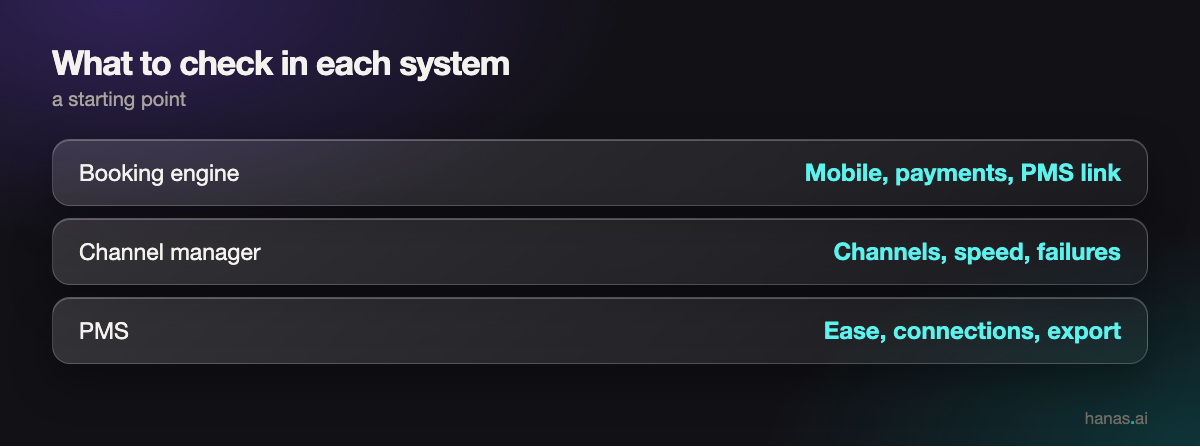 What to check in each system
a starting point
Booking engine Mobile, payments, PMS link
Channel manager Channels, speed, failures
PMS Ease, connections, export
hanas.ai